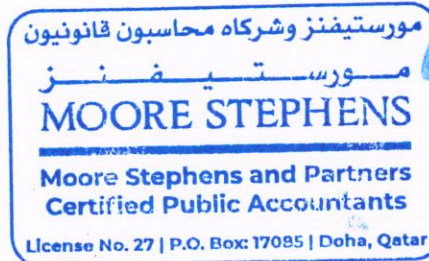 مورستيفنز وشركاه محاسبون قانونيون
مــورســتــيــفــنــز
MOORE STEPHENS
Moore Stephens and Partners
Certified Public Accountants
License No. 27 | P.O. Box: 17085 | Doha, Qatar